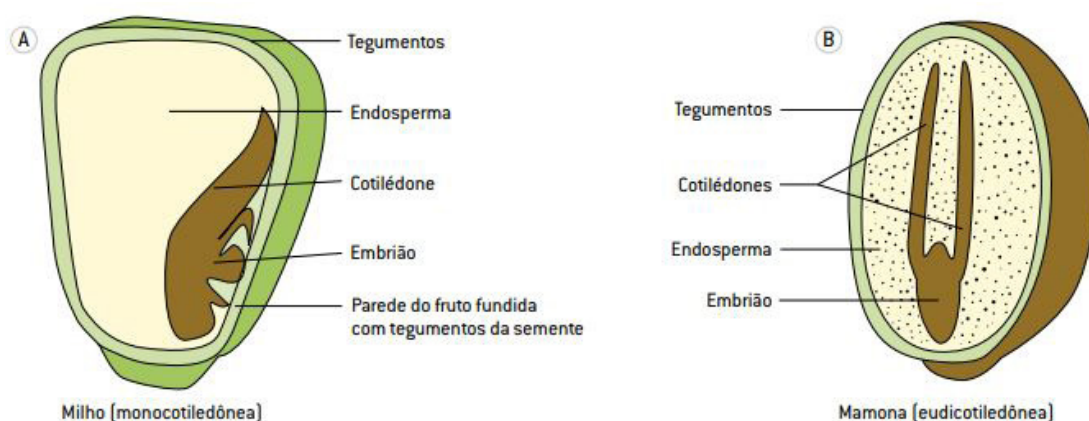 A
Tegumentos
Endosperma
Cotilédone
Embrião
Parede do fruto fundida
com tegumentos da semente
Milho (monocotiledônea)
B
Tegumentos
Cotilédones
Endosperma
Embrião
Mamona (eudicotiledônea)